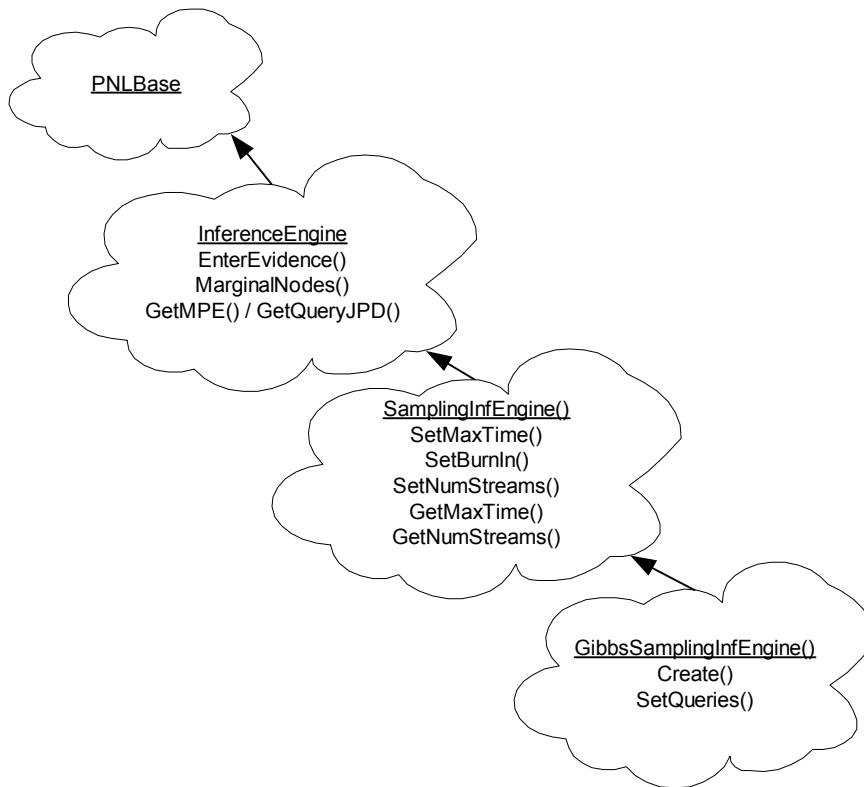 PNLBase
InferenceEngine
EnterEvidence()
MarginalNodes()
GetMPE() / GetQueryJPD()
SamplingInfEngine()
SetMaxTime()
SetBurnIn()
SetNumStreams()
GetMaxTime()
GetNumStreams()
GibbsSamplingInfEngine()
Create()
SetQueries()